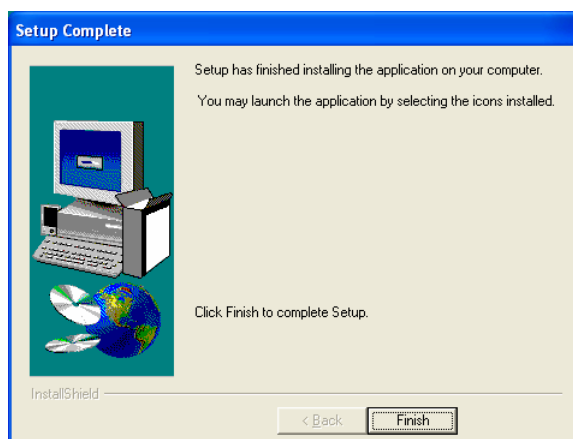 Setup Complete
Setup has finished installing the application on your computer.
You may launch the application by selecting the icons installed.
Click Finish to complete Setup.
InstallShield
< Back
Finish